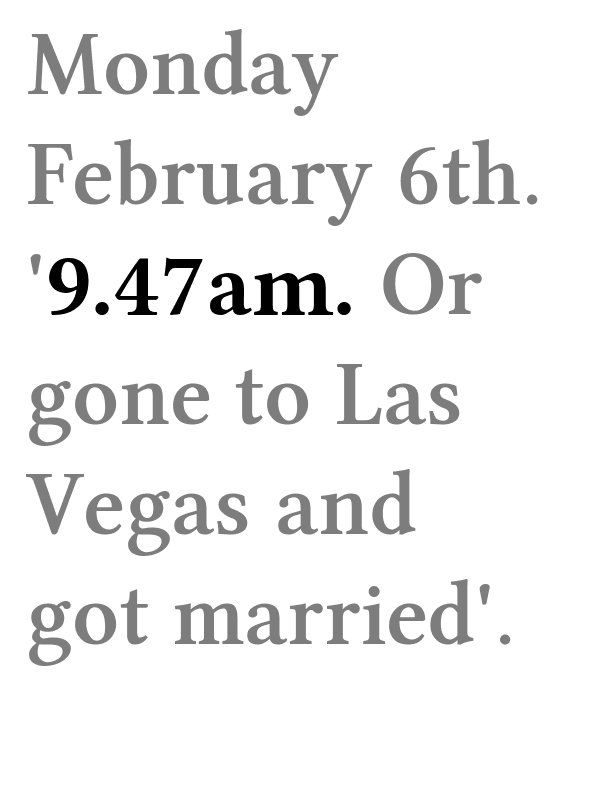 Monday
February 6th.
'9.47am. Or
gone to Las
Vegas and
got married'.